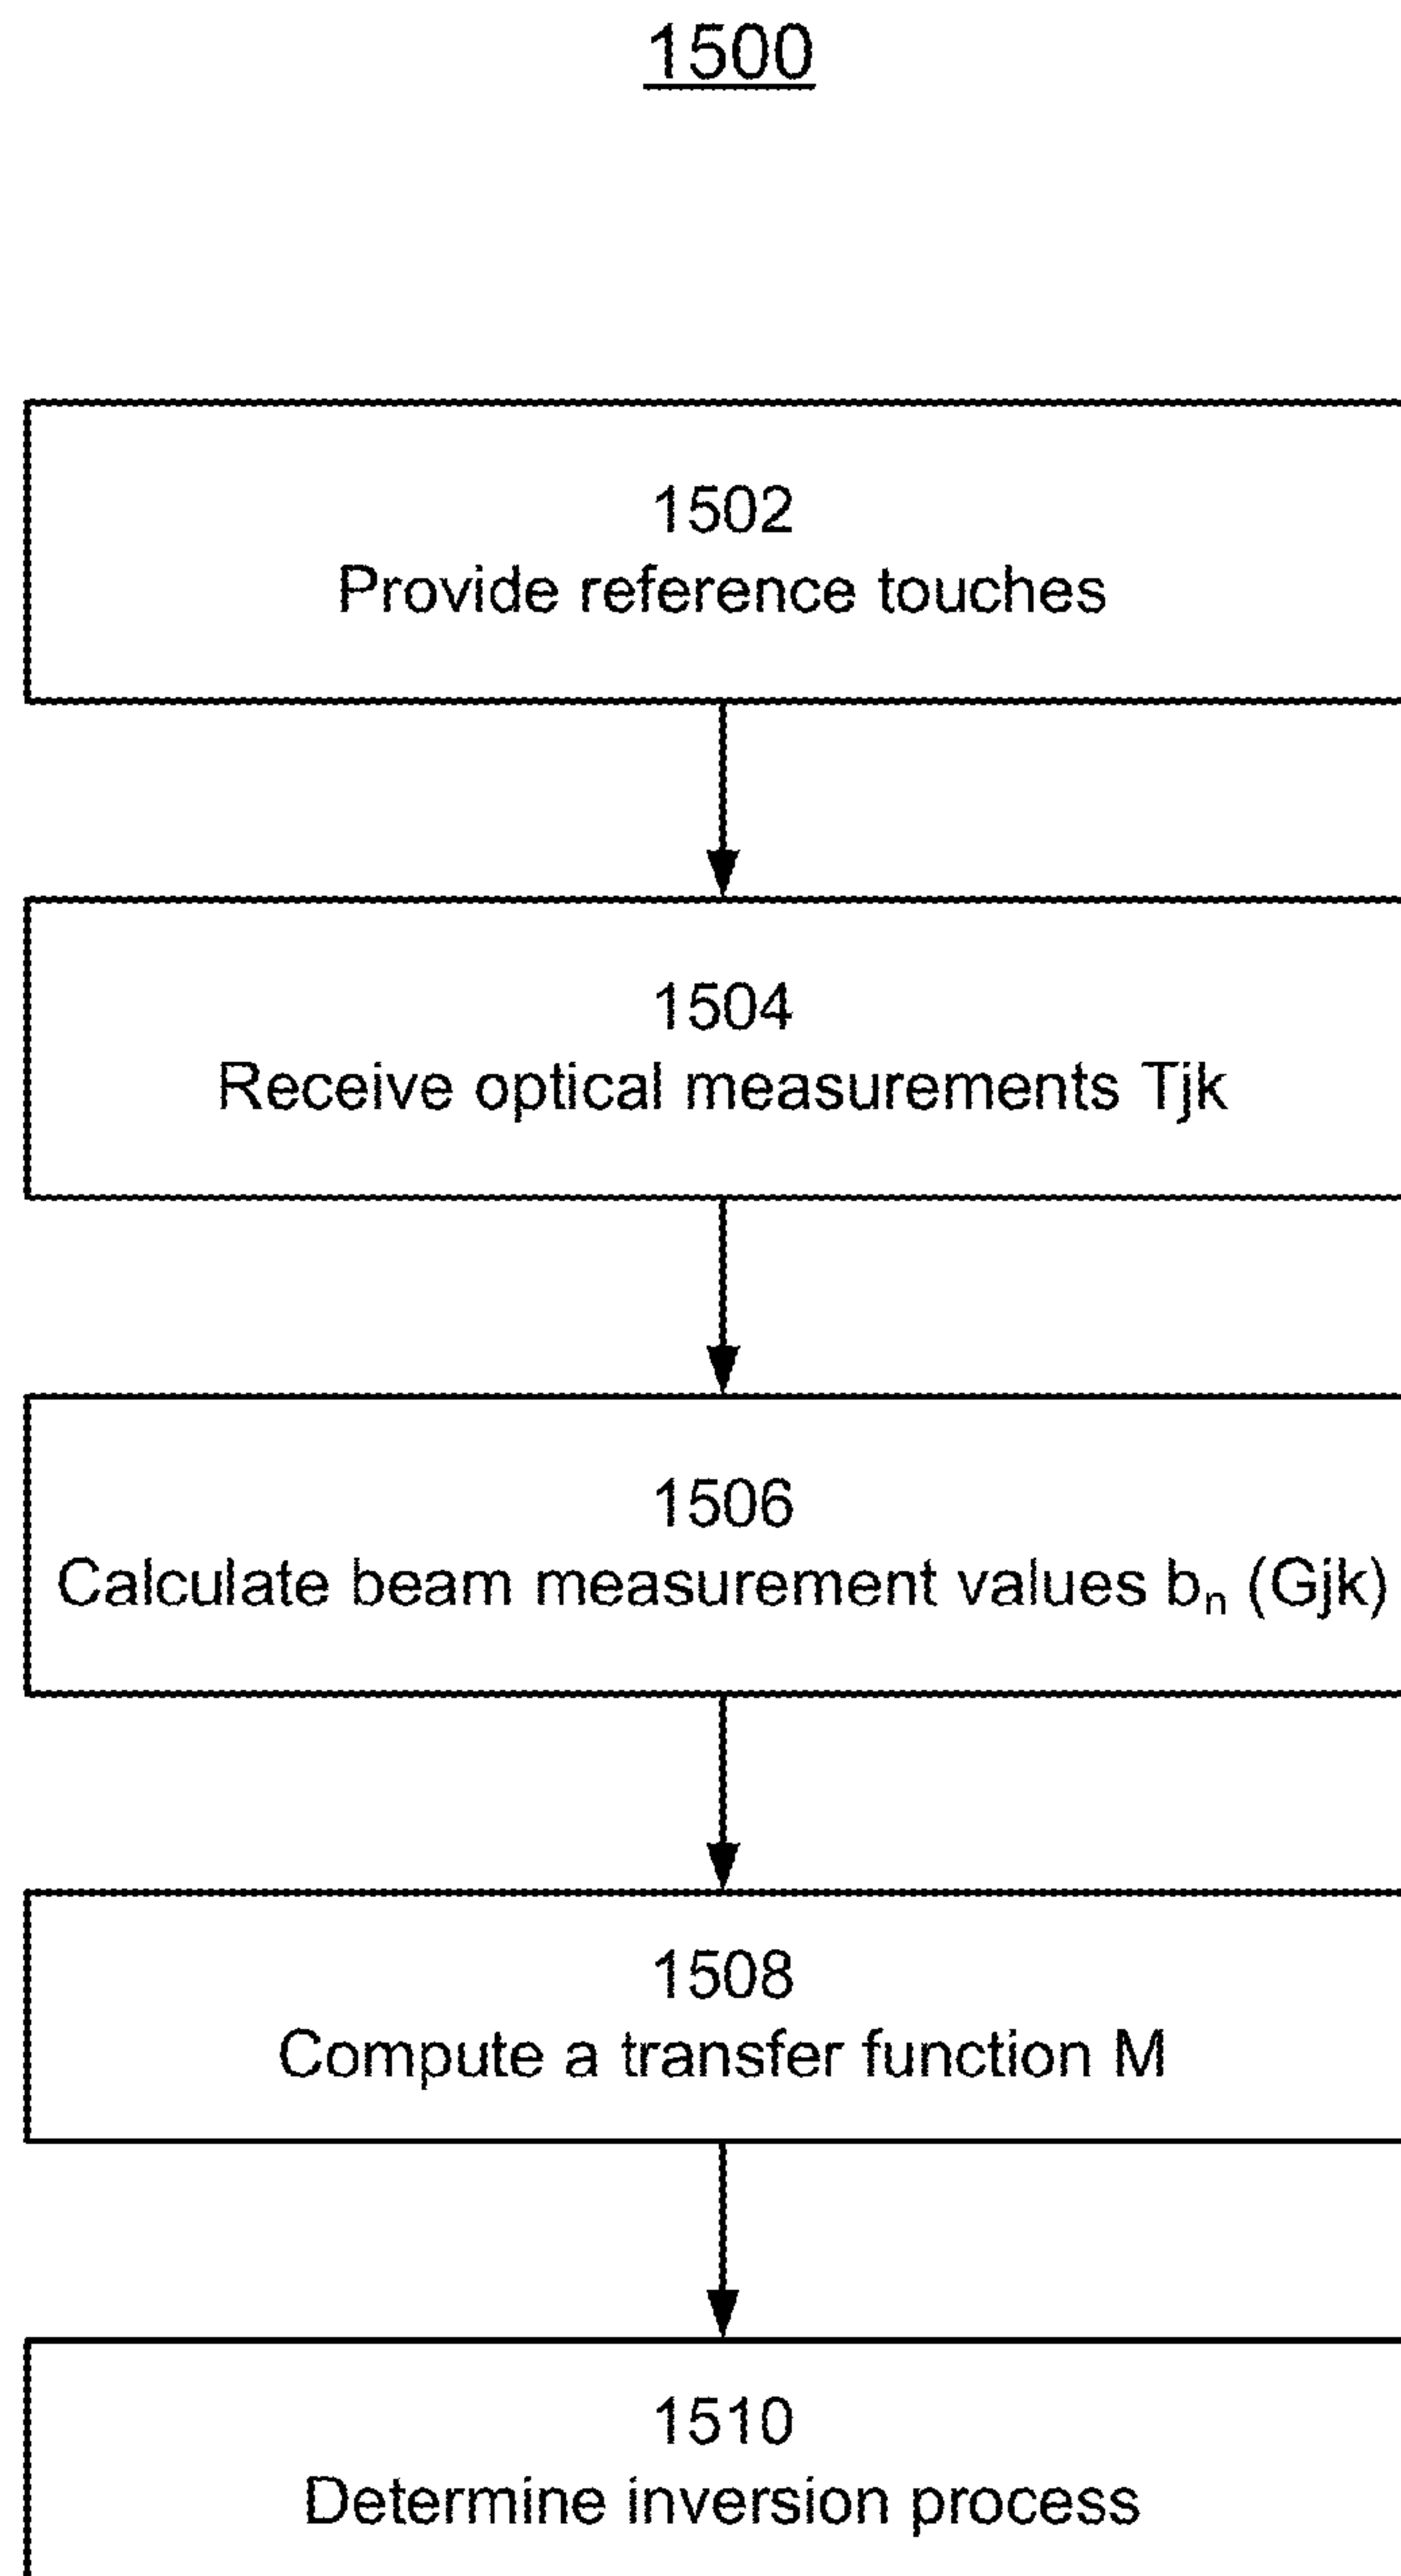 1500
1502
Provide reference touches
1504
Receive optical measurements Tjk
1506
Calculate beam measurement values bₙ (Gjk)
1508
Compute a transfer function M
1510
Determine inversion process